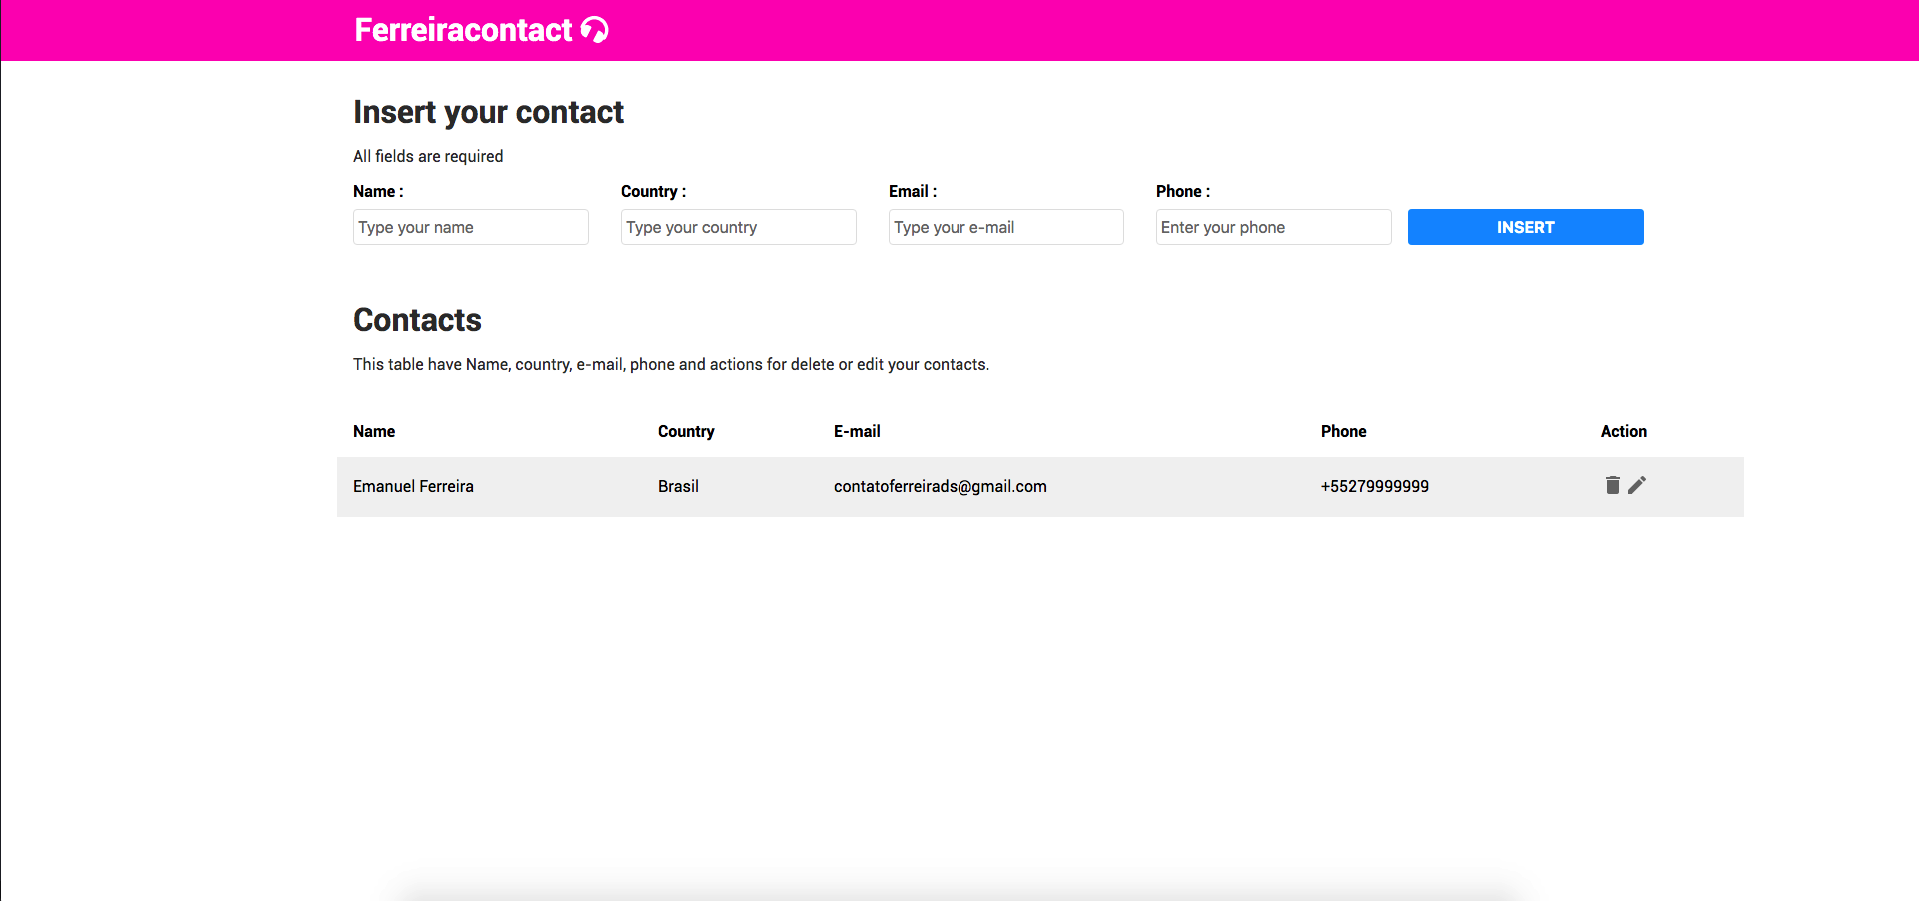 Ferreiracontact
Insert your contact
All fields are required
Name : Country : Email : Phone :
Type your name Type your country Type your e-mail Enter your phone INSERT
Contacts
This table have Name, country, e-mail, phone and actions for delete or edit your contacts.
Name Country E-mail Phone Action
Emanuel Ferreira Brasil contatoferreirads@gmail.com +55279999999